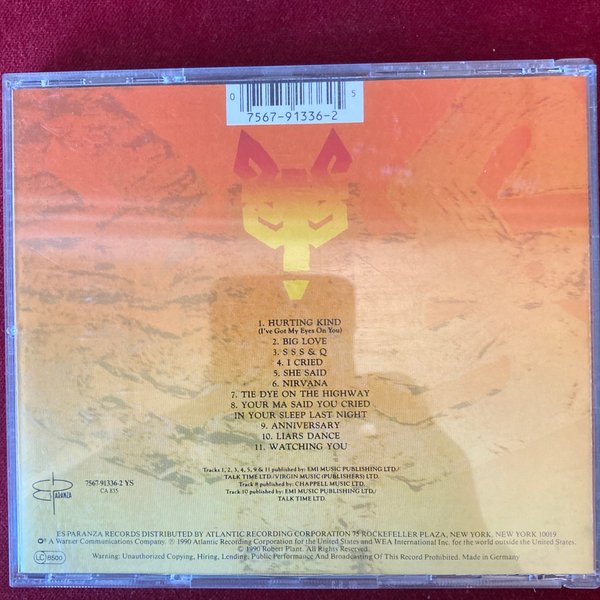 0 5
7567-91336-2
1. HURTING KIND
(I've Got My Eyes On You)
2. BIG LOVE
3. S S S & Q
4. I CRIED
5. SHE SAID
6. NIRVANA
7. TIE DYE ON THE HIGHWAY
8. YOUR MA SAID YOU CRIED
IN YOUR SLEEP LAST NIGHT
9. ANNIVERSARY
10. LIARS DANCE
11. WATCHING YOU
Tracks 1, 2, 3, 4, 5, 9 & 11 published by: EMI MUSIC PUBLISHING LTD./
TALK TIME LTD./VIRGIN MUSIC (PUBLISHERS) LTD.
Track 8 published by: CHAPPELL MUSIC LTD.
Track 10 published by: EMI MUSIC PUBLISHING LTD./
TALK TIME LTD.
ES PARANZA
7567-91336-2 YS
CA 835
ES PARANZA RECORDS DISTRIBUTED BY ATLANTIC RECORDING CORPORATION 75 ROCKEFELLER PLAZA, NEW YORK, NEW YORK 10019
A Warner Communications Company. ℗ 1990 Atlantic Recording Corporation for the United States and WEA International Inc. for the world outside the United States.
© 1990 Robert Plant. All Rights Reserved.
LC 8500
Warning: Unauthorized Copying, Hiring, Lending, Public Performance And Broadcasting Of This Record Prohibited. Made in Germany